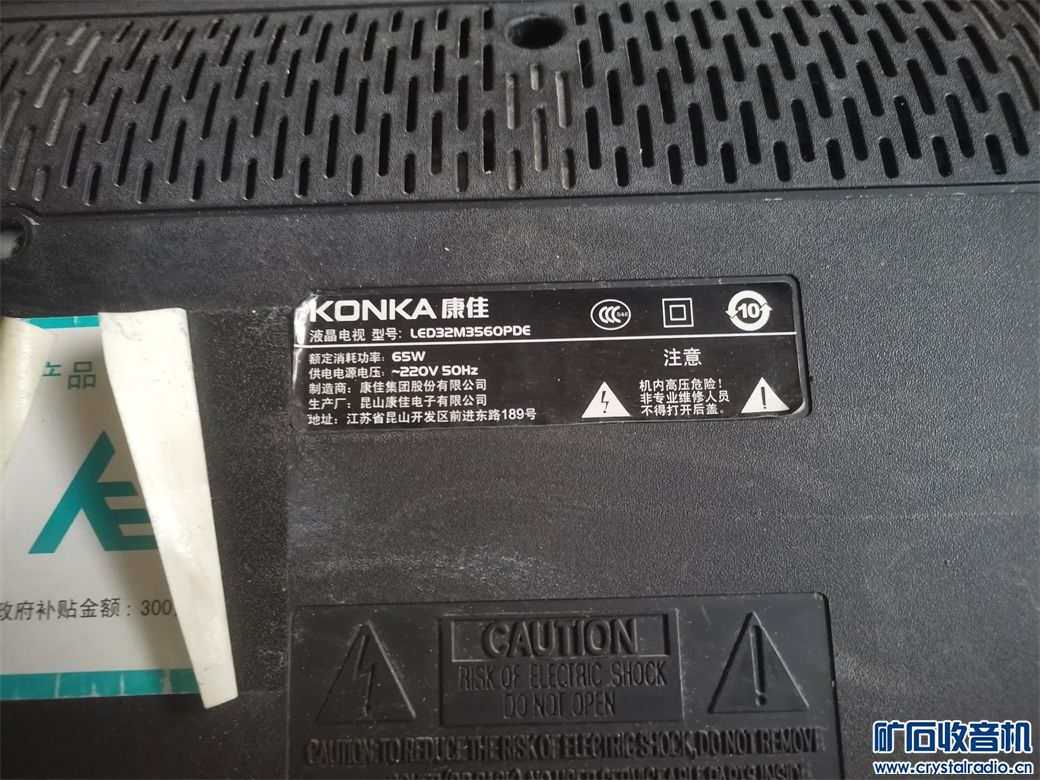 KONKA 康佳
液晶电视 型号: LED32M3560PDE
额定消耗功率: 65W
供电电源电压: ~220V 50Hz
制造商: 康佳集团股份有限公司
生产厂: 昆山康佳电子有限公司
地址: 江苏省昆山开发区前进东路189号
CCC S&E
10
注意
机内高压危险!
非专业维修人员
不得打开后盖。
产品
政府补贴金额: 300
CAUTION
RISK OF ELECTRIC SHOCK
DO NOT OPEN
CAUTION: TO REDUCE THE RISK OF ELECTRIC SHOCK, DO NOT REMOVE
矿石收音机
www.crystalradio.cn